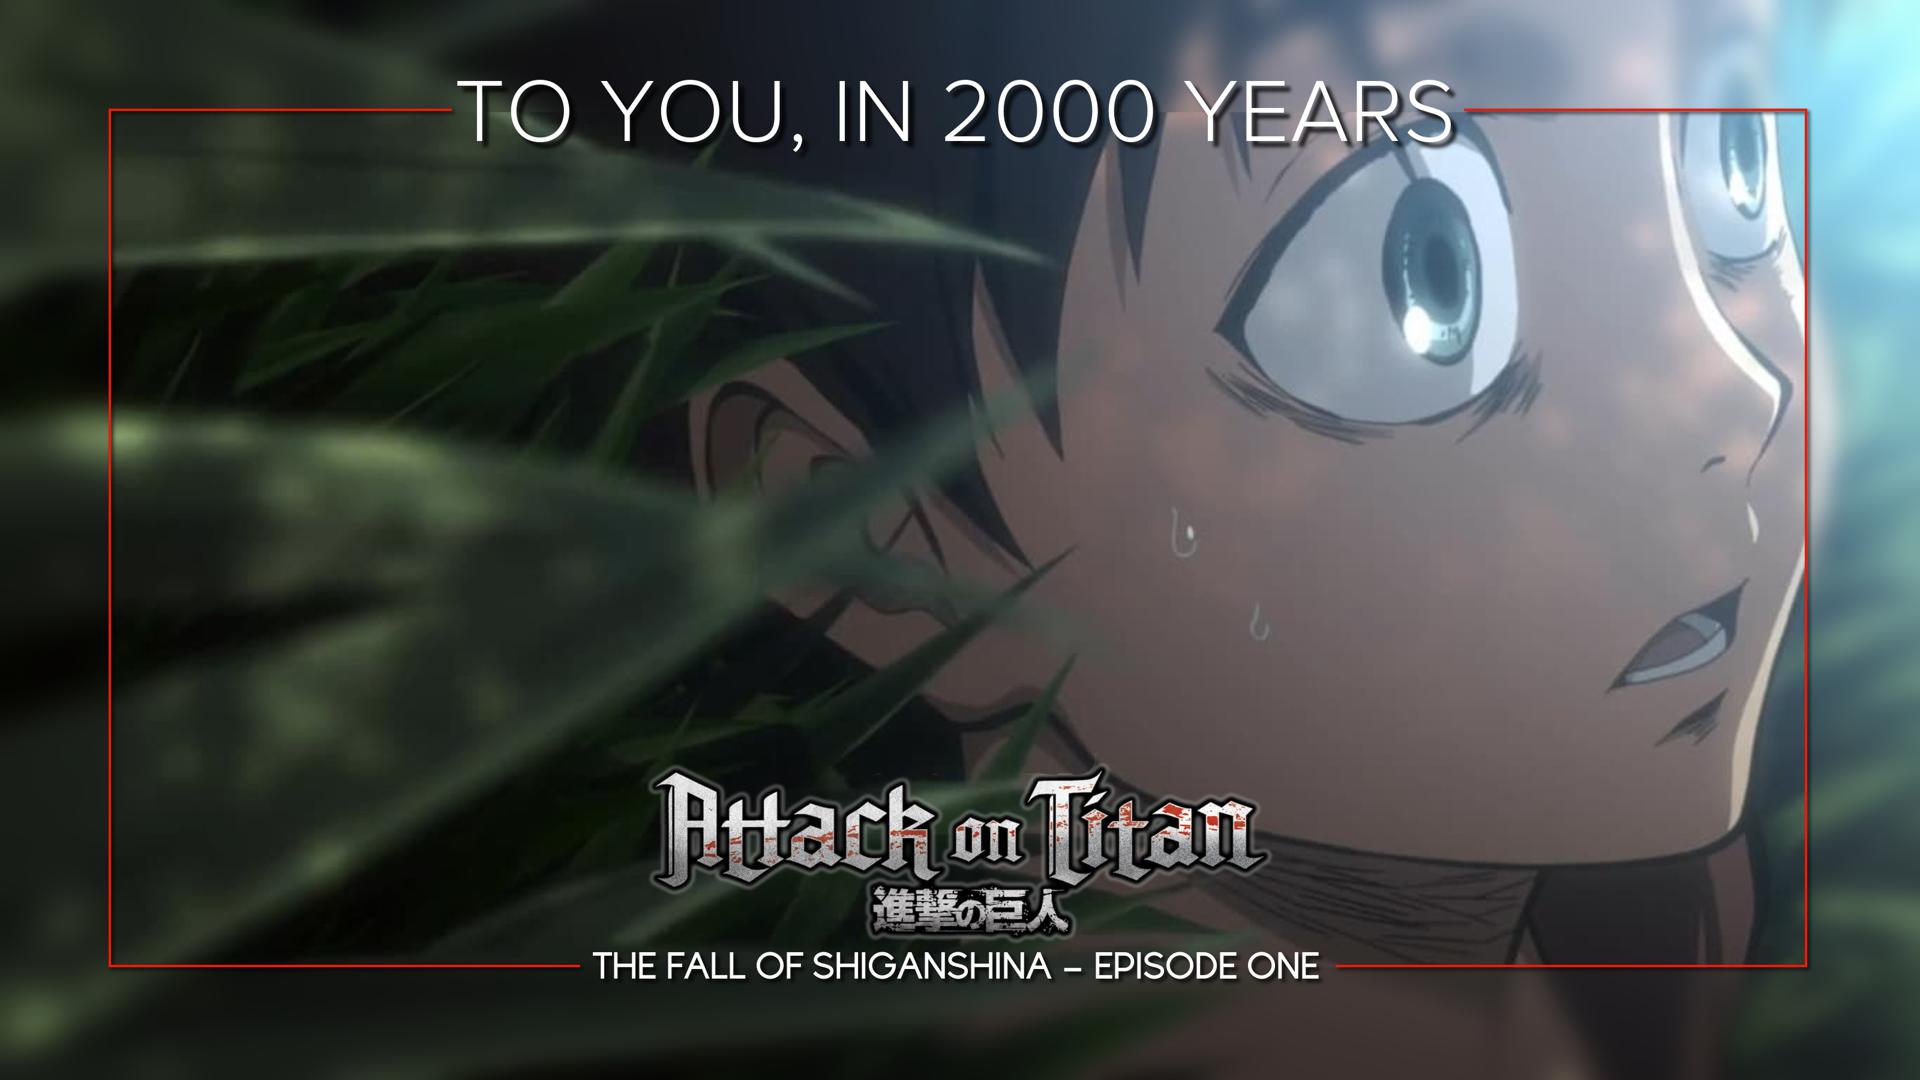 TO YOU, IN 2000 YEARS
Attack on Titan
進撃の巨人
THE FALL OF SHIGANSHINA – EPISODE ONE